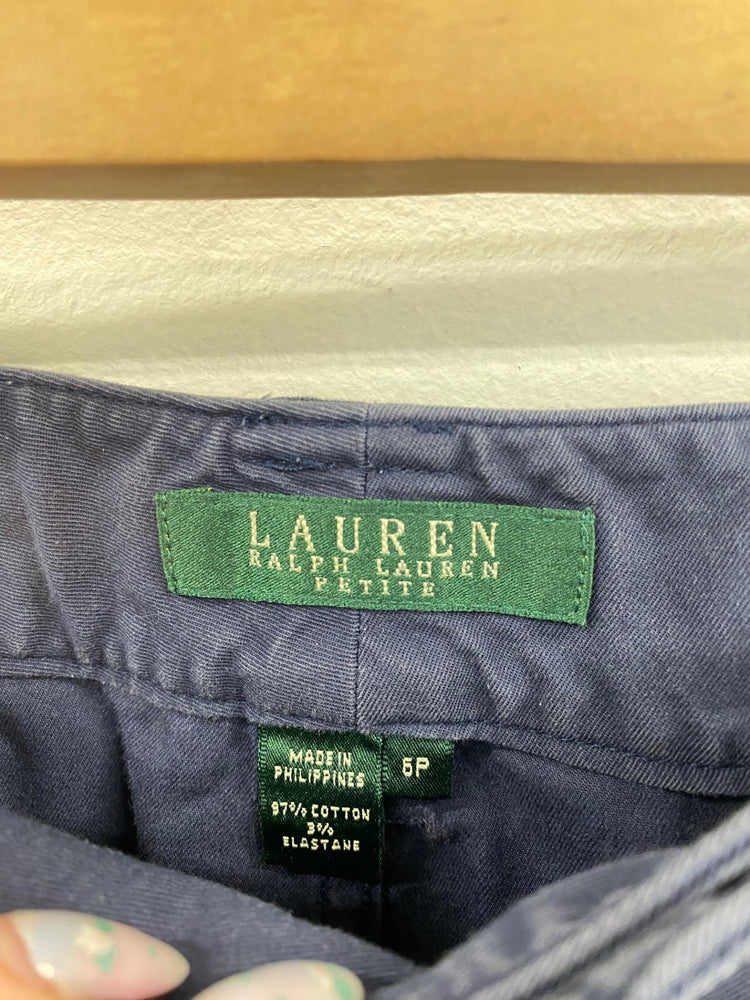 LAUREN
RALPH LAUREN
PETITE
MADE IN
PHILIPPINES
6P
97% COTTON
3%
ELASTANE